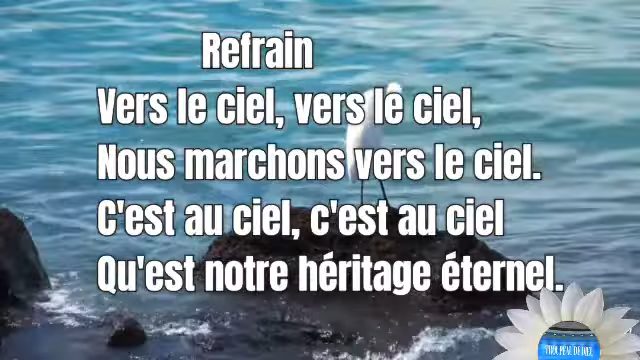 Refrain
Vers le ciel, vers le ciel,
Nous marchons vers le ciel.
C'est au ciel, c'est au ciel
Qu'est notre héritage éternel.